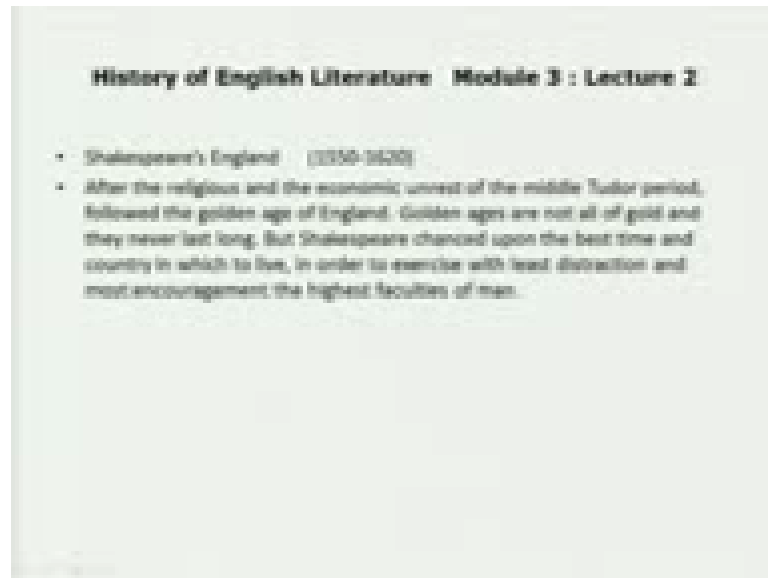 History of English Literature Module 3 : Lecture 2
• Shakespeare's England (1550-1620)
• After the religious and the economic unrest of the middle Tudor period,
followed the golden age of England. Golden ages are not all of gold and
they never last long. But Shakespeare chanced upon the best time and
country in which to live, in order to exercise with least distraction and
most encouragement the highest faculties of man.